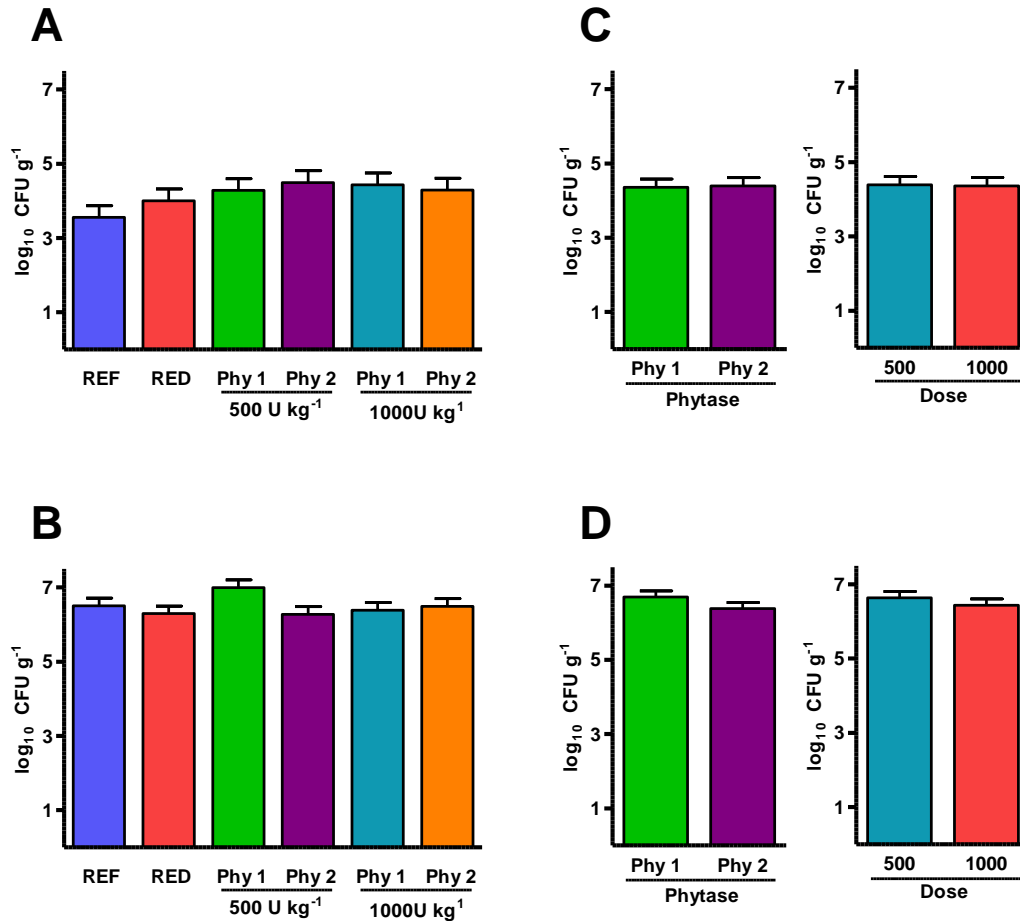 A
7
5
3
1
log₁₀ CFU g⁻¹
REF RED Phy 1 Phy 2 Phy 1 Phy 2
500 U kg⁻¹ 1000U kg¹
C
7
5
3
1
log₁₀ CFU g⁻¹
Phy 1 Phy 2
Phytase
7
5
3
1
log₁₀ CFU g⁻¹
500 1000
Dose
B
7
5
3
1
log₁₀ CFU g⁻¹
REF RED Phy 1 Phy 2 Phy 1 Phy 2
500 U kg⁻¹ 1000U kg¹
D
7
5
3
1
log₁₀ CFU g⁻¹
Phy 1 Phy 2
Phytase
7
5
3
1
log₁₀ CFU g⁻¹
500 1000
Dose